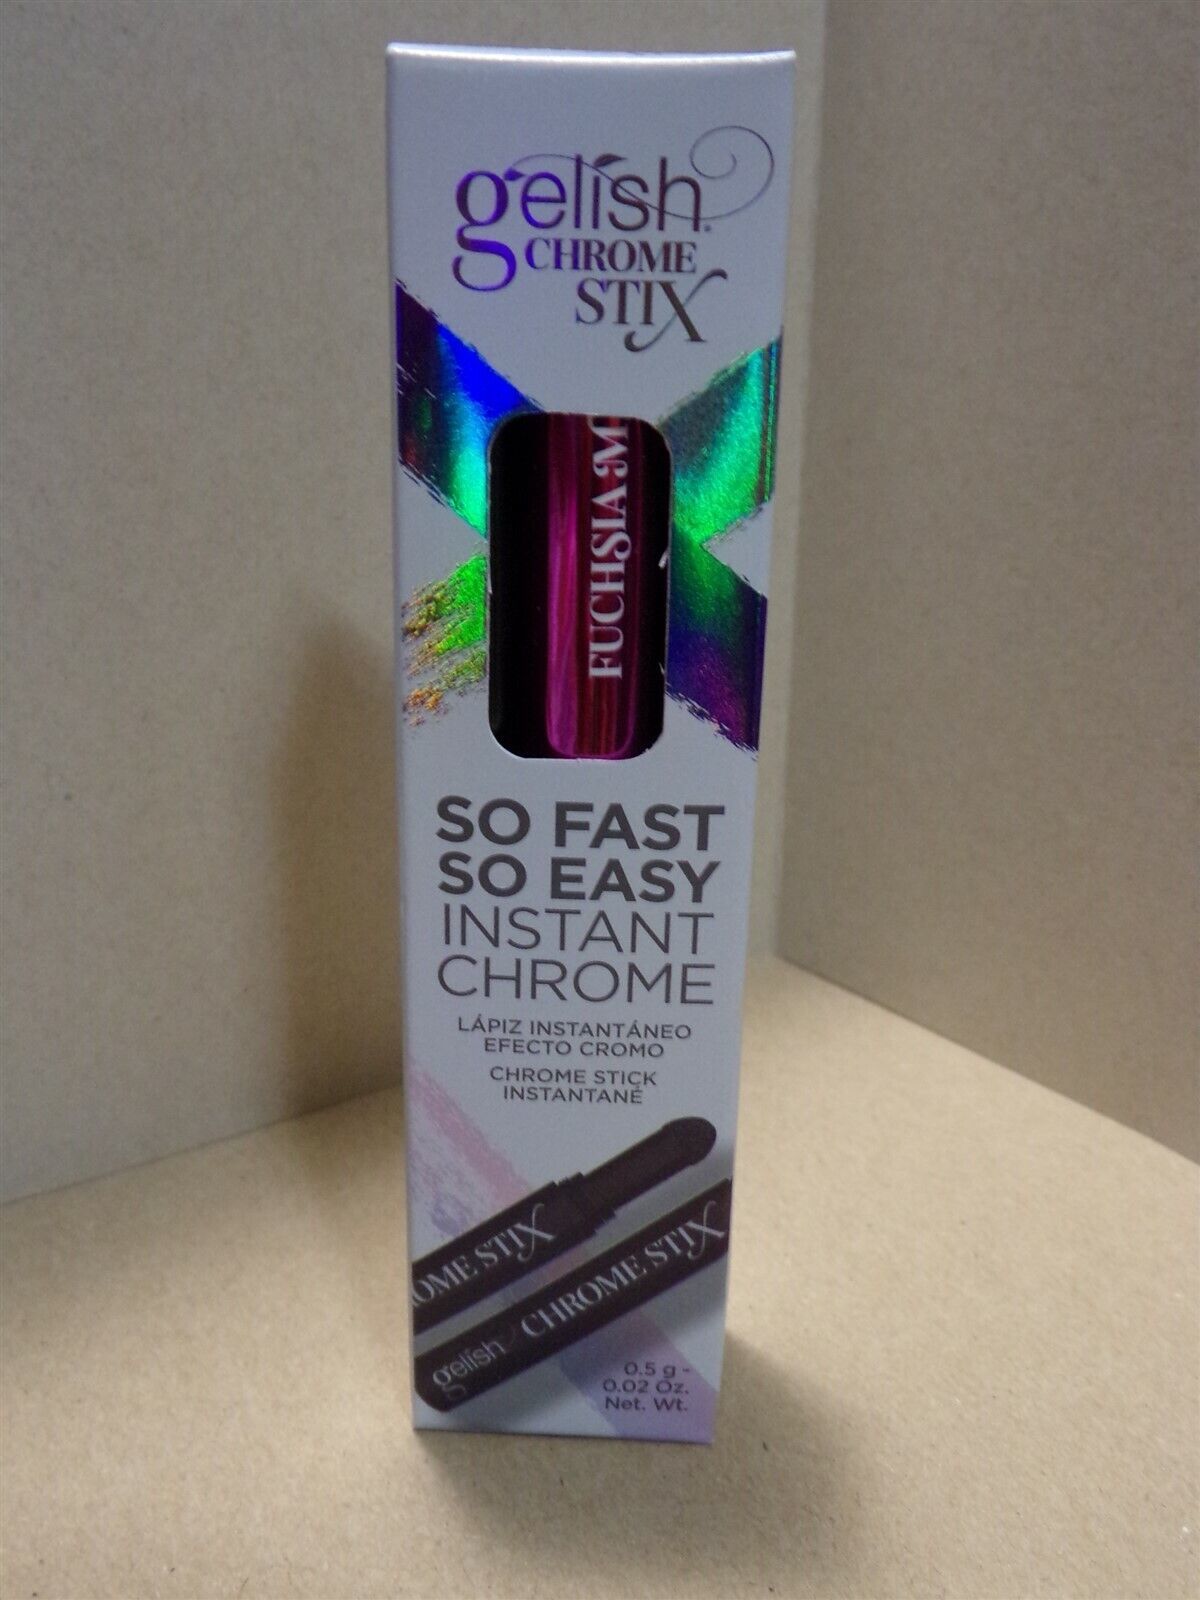 gelish
CHROME
STIX
FUCHSIA M
SO FAST
SO EASY
INSTANT
CHROME
LÁPIZ INSTANTÁNEO
EFECTO CROMO
CHROME STICK
INSTANTANÉ
OME STIX
gelish CHROME STIX
0.5 g -
0.02 Oz.
Net. Wt.